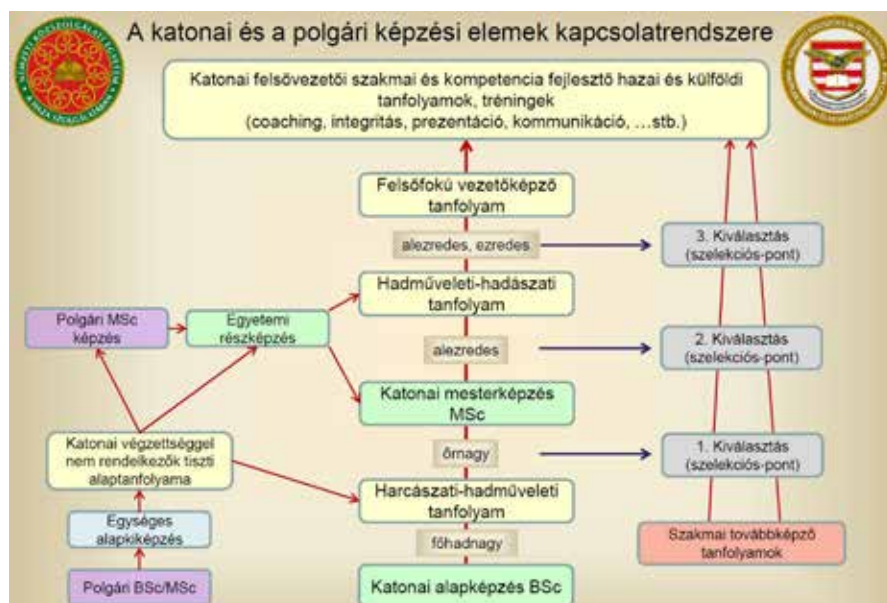 A katonai és a polgári képzési elemek kapcsolatrendszere
Katonai felsővezetői szakmai és kompetencia fejlesztő hazai és külföldi
tanfolyamok, tréningek
(coaching, integritás, prezentáció, kommunikáció, …stb.)
Felsőfokú vezetőképző
tanfolyam
alezredes, ezredes
3. Kiválasztás
(szelekciós-pont)
Hadműveleti-hadászati
tanfolyam
Polgári MSc
képzés
Egyetemi
részképzés
alezredes
2. Kiválasztás
(szelekciós-pont)
Katonai mesterképzés
MSc
Katonai végzettséggel
nem rendelkezők tiszti
alaptanfolyama
őrnagy
1. Kiválasztás
(szelekciós-pont)
Harcászati-hadműveleti
tanfolyam
Egységes
alapkiképzés
főhadnagy
Szakmai továbbképző
tanfolyamok
Polgári BSc/MSc
Katonai alapképzés BSc